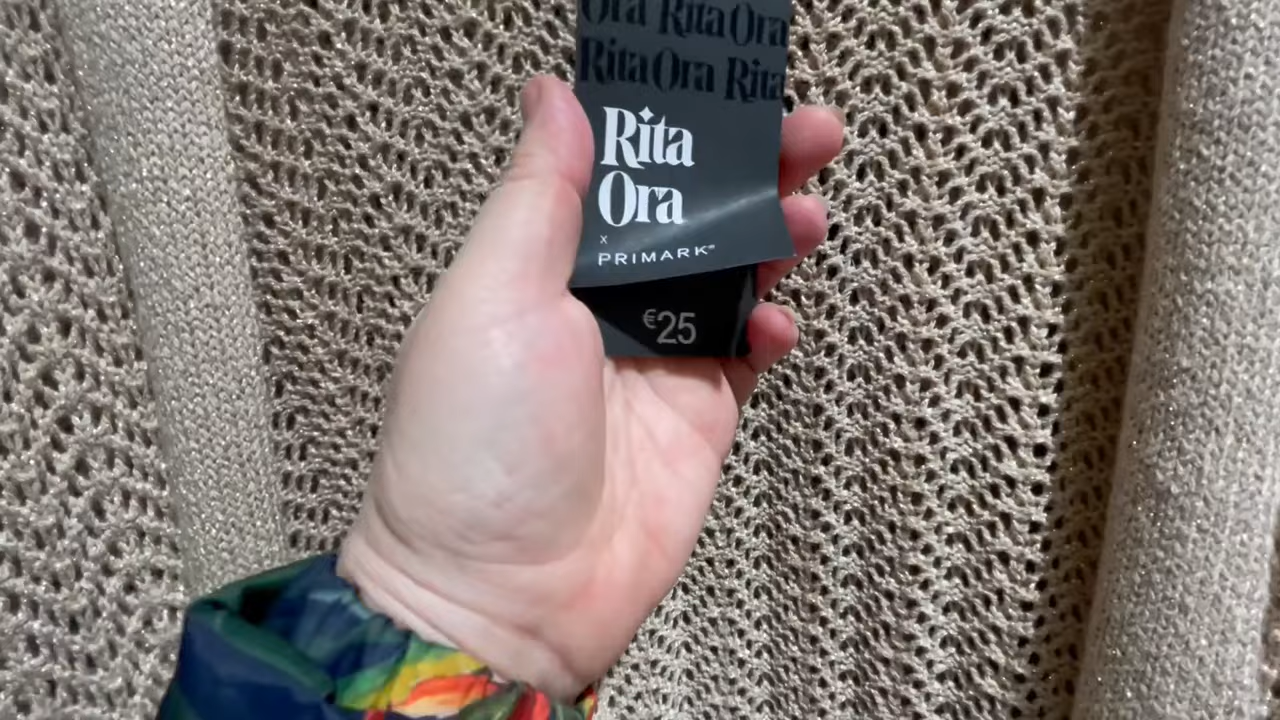 Ora Rita Ora
Rita Ora Rita
Rita
Ora
x
PRIMARK®
€25